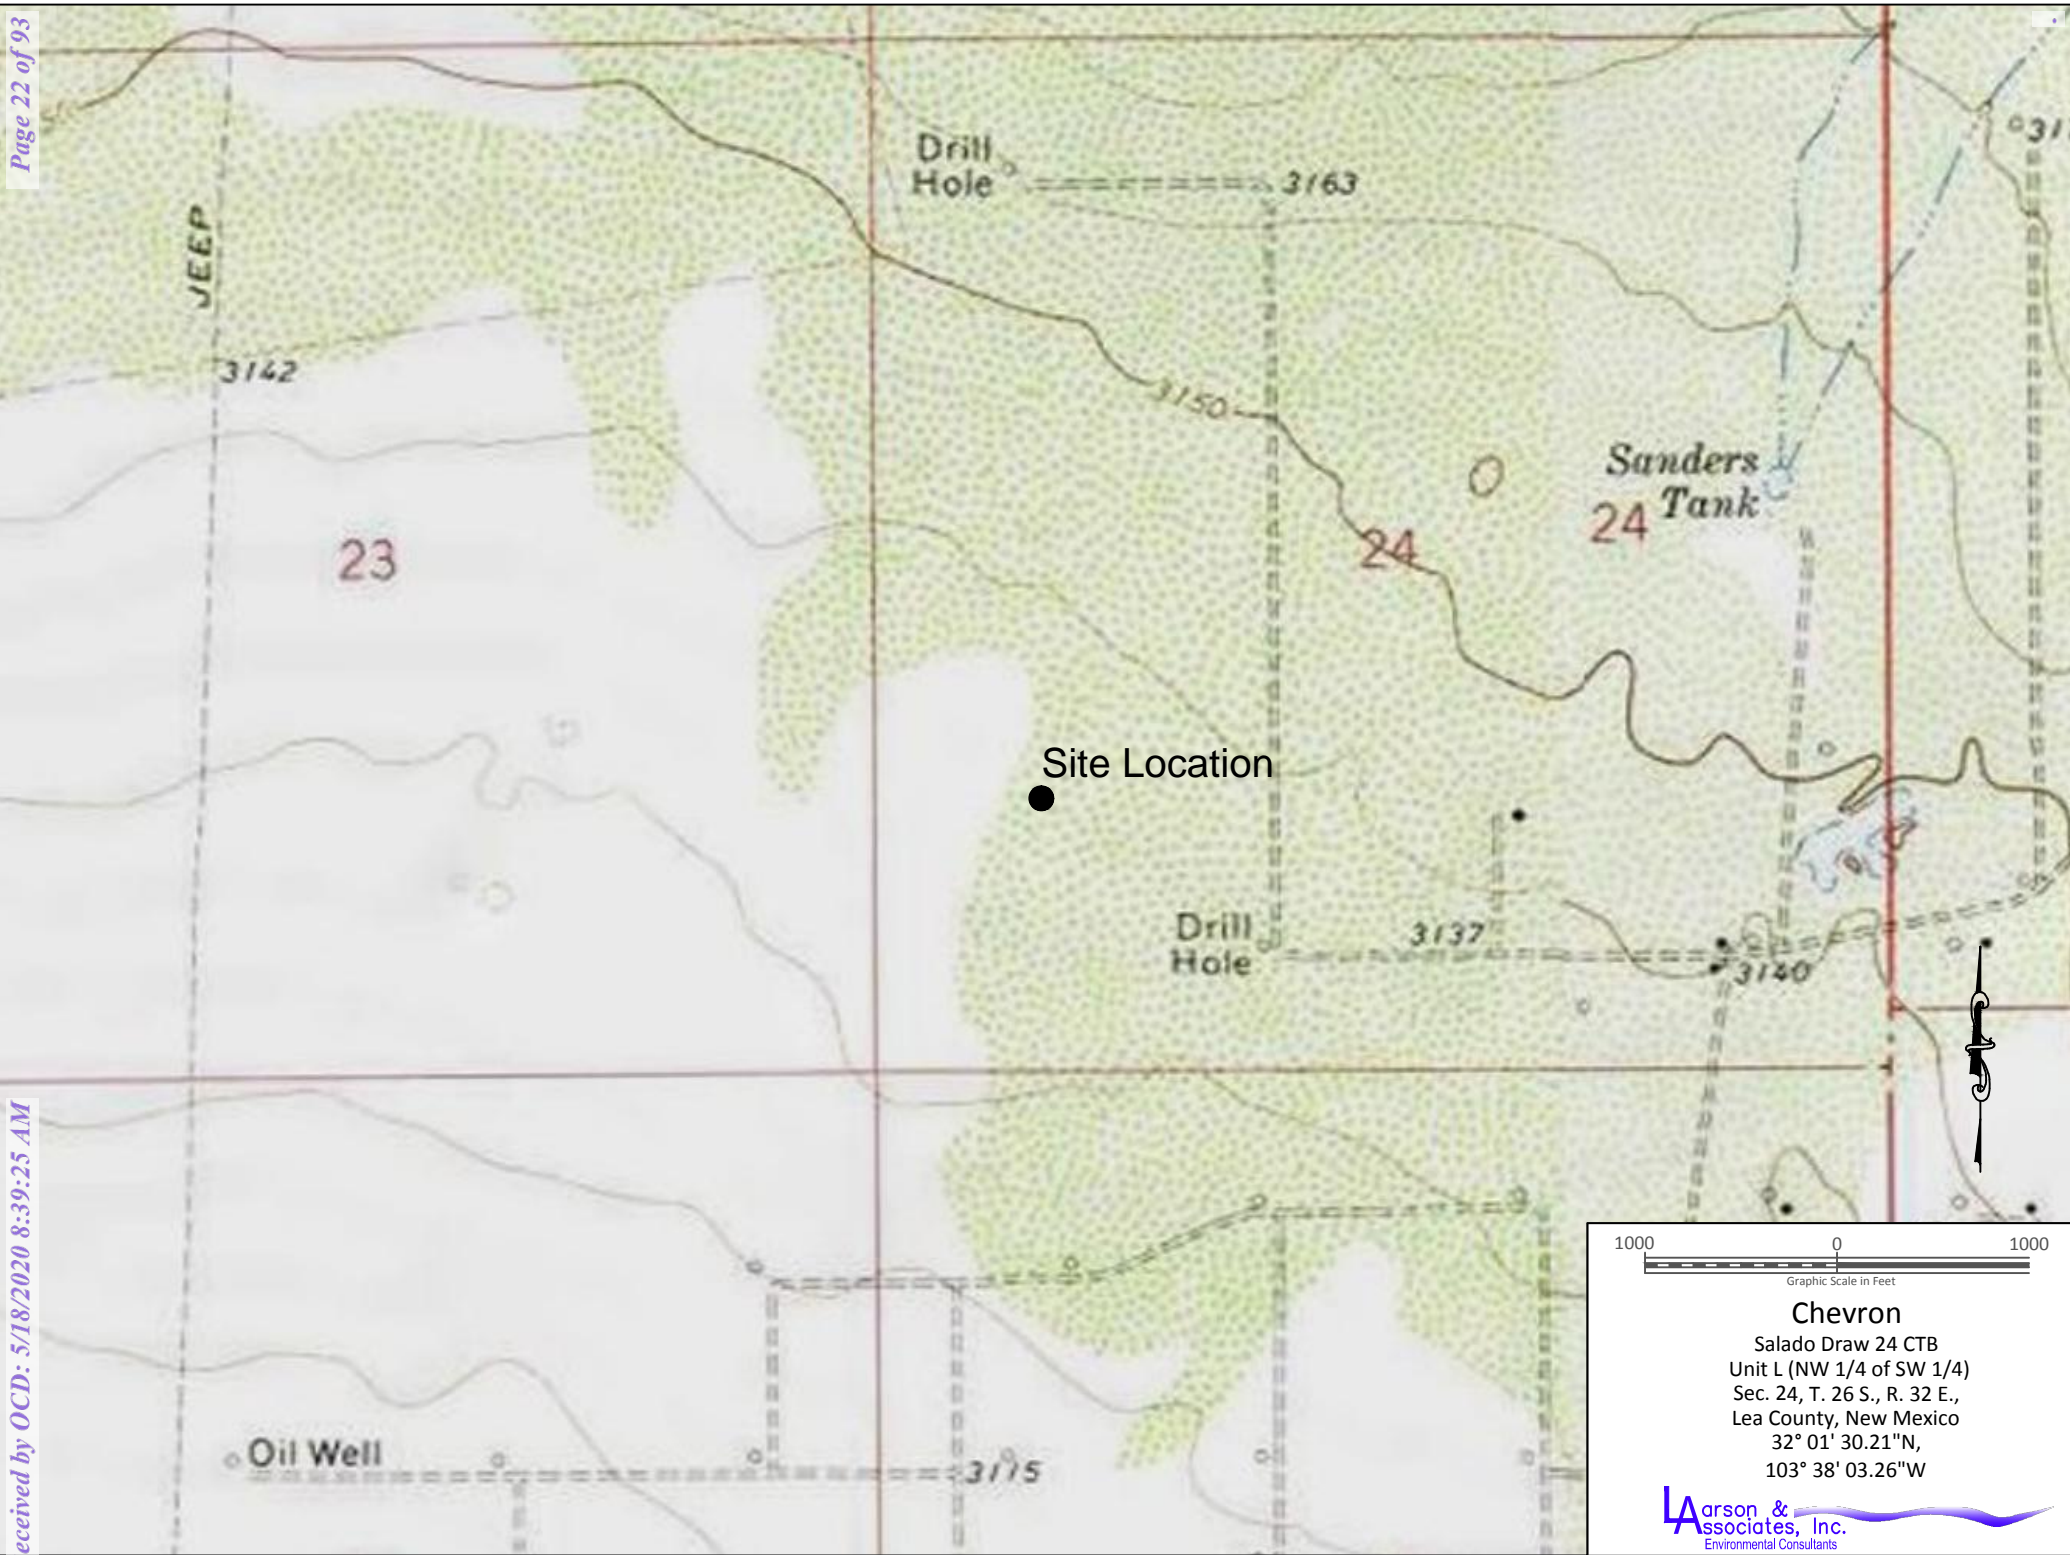 Page 22 of 93
Received by OCD: 5/18/2020 8:39:25 AM
JEEP
Drill
Hole
3163
31
3142
3150
Sanders
Tank
23
24
24
Site Location
Drill
Hole
3137
3140
Oil Well
3115
1000 0 1000
Graphic Scale in Feet
Chevron
Salado Draw 24 CTB
Unit L (NW 1/4 of SW 1/4)
Sec. 24, T. 26 S., R. 32 E.,
Lea County, New Mexico
32° 01' 30.21"N,
103° 38' 03.26"W
Larson &
Associates, Inc.
Environmental Consultants